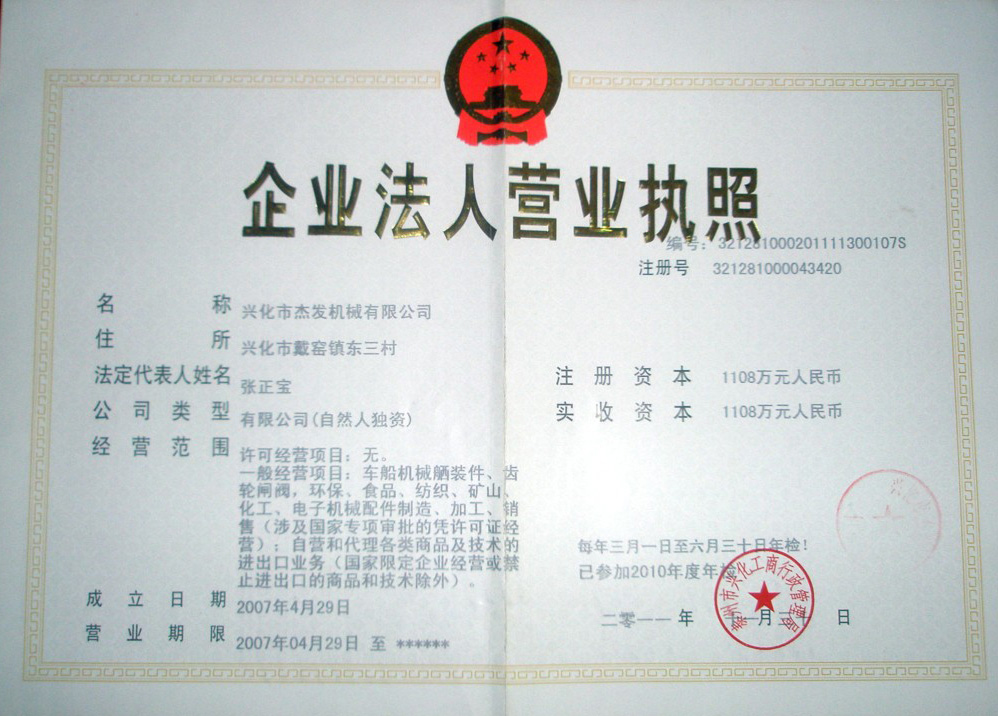 企业法人营业执照
编号：321281000201111300107S
注册号 321281000043420
名称 兴化市杰发机械有限公司
住所 兴化市戴窑镇东三村
法定代表人姓名 张正宝
注册资本 1108万元人民币
公司类型 有限公司(自然人独资)
实收资本 1108万元人民币
经营范围 许可经营项目：无。
一般经营项目：车船机械舾装件、齿
轮闸阀，环保、食品、纺织、矿山、
化工、电子机械配件制造、加工、销
售（涉及国家专项审批的凭许可证经
营）；自营和代理各类商品及技术的
进出口业务（国家限定企业经营或禁
止进出口的商品和技术除外）。
每年三月一日至六月三十日年检！
已参加2010年度年检
成立日期 2007年4月29日
营业期限 2007年04月29日 至 ******
二零一一 年 月 日
泰州市兴化工商行政管理局